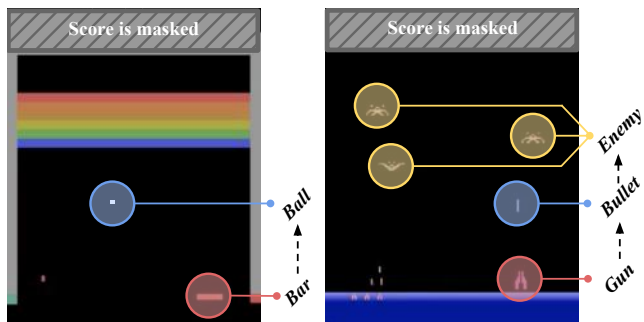 Score is masked
Score is masked
Ball
Bar
Enemy
Bullet
Gun